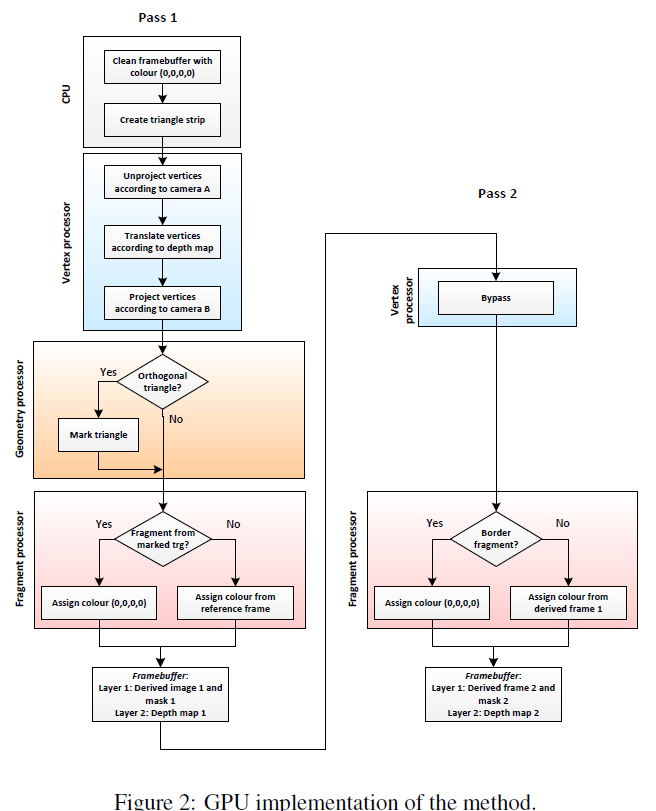 Pass 1
CPU
Clean framebuffer with
colour (0,0,0,0)
Create triangle strip
Vertex processor
Unproject vertices
according to camera A
Translate vertices
according to depth map
Project vertices
according to camera B
Geometry processor
Orthogonal
triangle?
Yes
No
Mark triangle
Fragment processor
Fragment from
marked trg?
Yes
No
Assign colour (0,0,0,0)
Assign colour from
reference frame
Framebuffer:
Layer 1: Derived image 1 and
mask 1
Layer 2: Depth map 1
Pass 2
Vertex
processor
Bypass
Fragment processor
Border
fragment?
Yes
No
Assign colour (0,0,0,0)
Assign colour from
derived frame 1
Framebuffer:
Layer 1: Derived frame 2 and
mask 2
Layer 2: Depth map 2
Figure 2: GPU implementation of the method.